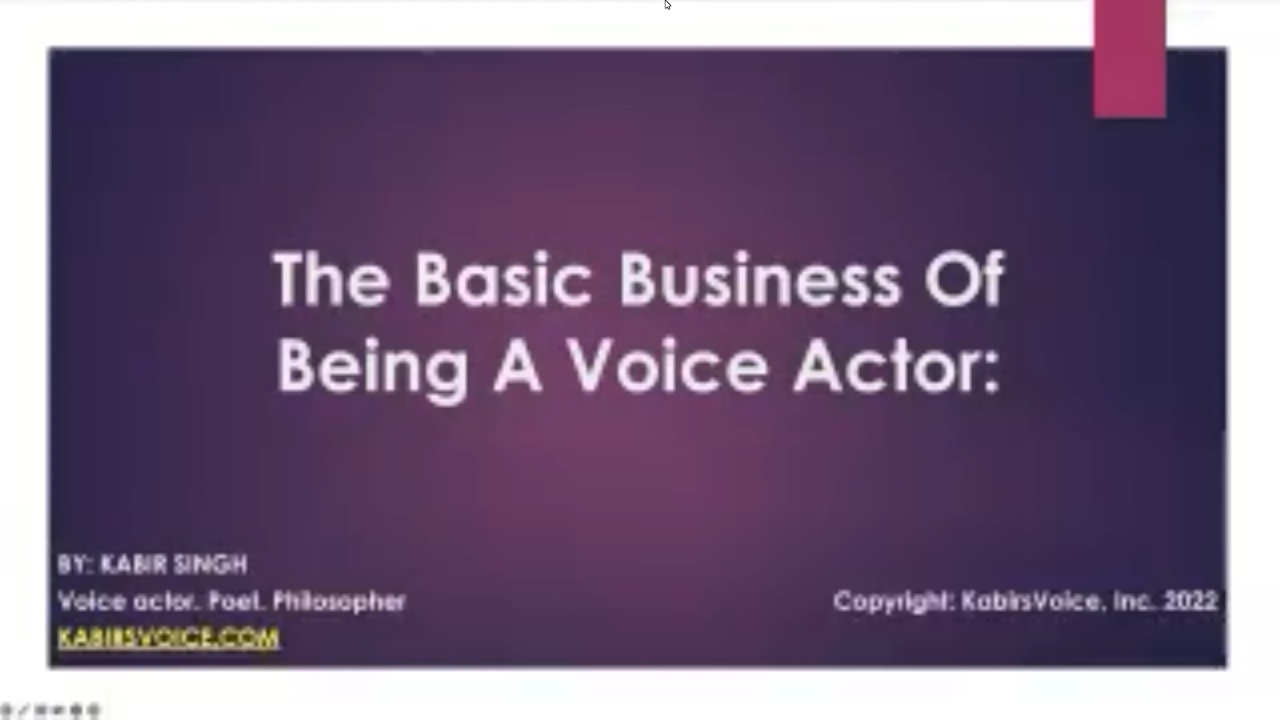 The Basic Business Of
Being A Voice Actor:
BY: KABIR SINGH
Voice actor. Poet. Philosopher
Copyright: KabirsVoice, Inc. 2022
KABIRSVOICE.COM